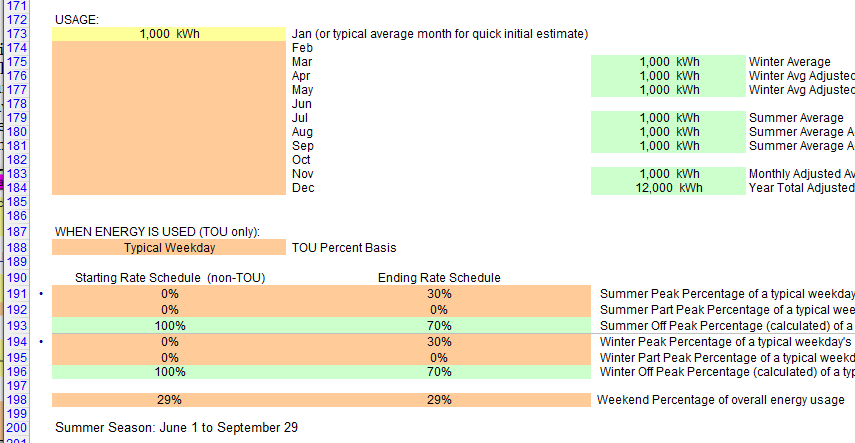 171
172 USAGE:
173 1,000 kWh Jan (or typical average month for quick initial estimate)
174 Feb
175 Mar 1,000 kWh Winter Average
176 Apr 1,000 kWh Winter Avg Adjusted
177 May 1,000 kWh Winter Avg Adjusted
178 Jun
179 Jul 1,000 kWh Summer Average
180 Aug 1,000 kWh Summer Average A
181 Sep 1,000 kWh Summer Average A
182 Oct
183 Nov 1,000 kWh Monthly Adjusted Av
184 Dec 12,000 kWh Year Total Adjusted
185
186
187 WHEN ENERGY IS USED (TOU only):
188 Typical Weekday TOU Percent Basis
189
190 Starting Rate Schedule (non-TOU) Ending Rate Schedule
191 • 0% 30% Summer Peak Percentage of a typical weekday
192 0% 0% Summer Part Peak Percentage of a typical wee
193 100% 70% Summer Off Peak Percentage (calculated) of a
194 • 0% 30% Winter Peak Percentage of a typical weekday's
195 0% 0% Winter Part Peak Percentage of a typical weekd
196 100% 70% Winter Off Peak Percentage (calculated) of a typ
197
198 29% 29% Weekend Percentage of overall energy usage
199
200 Summer Season: June 1 to September 29
201